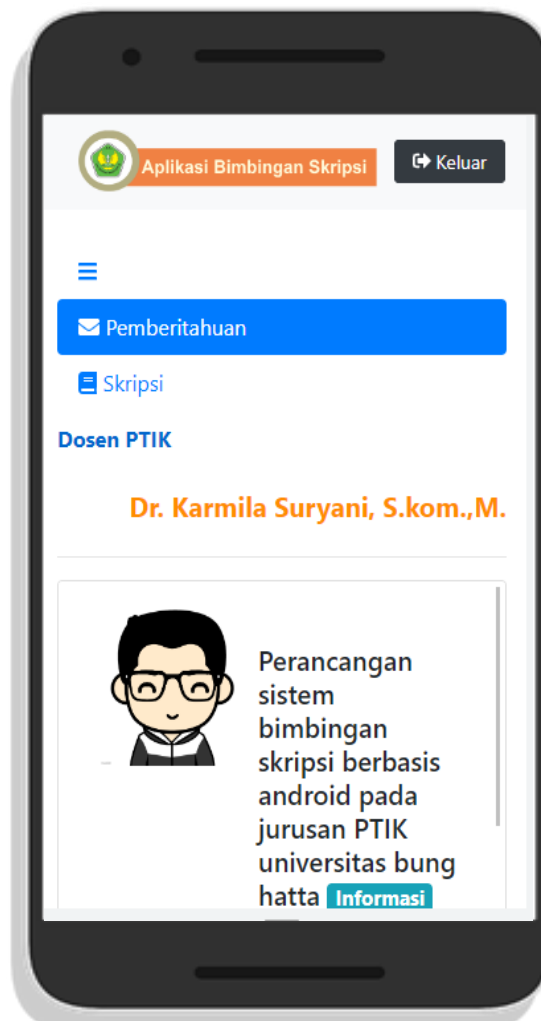 Aplikasi Bimbingan Skripsi
Keluar
Pemberitahuan
Skripsi
Dosen PTIK
Dr. Karmila Suryani, S.kom.,M.
Perancangan
sistem
bimbingan
skripsi berbasis
android pada
jurusan PTIK
universitas bung
hatta Informasi